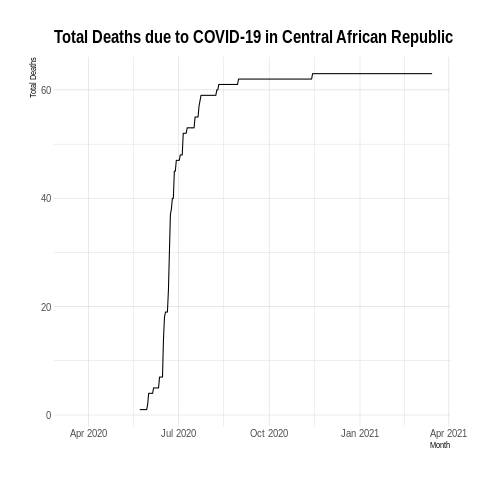 Total Deaths due to COVID-19 in Central African Republic
Total Deaths
60
40
20
0
Apr 2020 Jul 2020 Oct 2020 Jan 2021 Apr 2021
Month